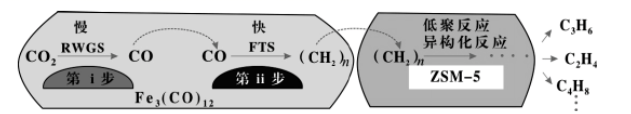 慢 快 低聚反应 C₃H₆
RWGS FTS 异构化反应
CO₂ CO CO (CH₂)ₙ (CH₂)ₙ ···· C₂H₄
第 i 步 第 ii 步 ZSM-5 C₄H₈
Fe₃(CO)₁₂ ⋮